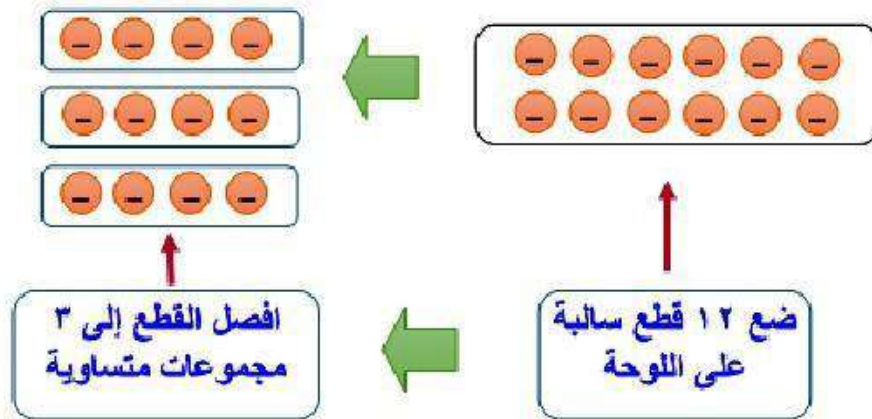 ضع ١٢ قطع سالبة
على اللوحة
افصل القطع إلى ٣
مجموعات متساوية